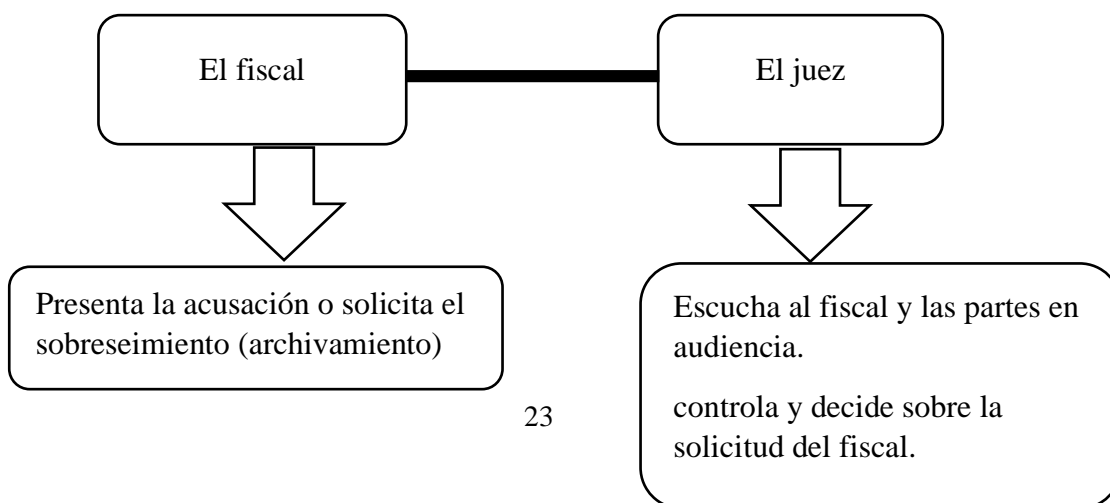 El fiscal
El juez
Presenta la acusación o solicita el
sobreseimiento (archivamiento)
Escucha al fiscal y las partes en
audiencia.
controla y decide sobre la
solicitud del fiscal.
23